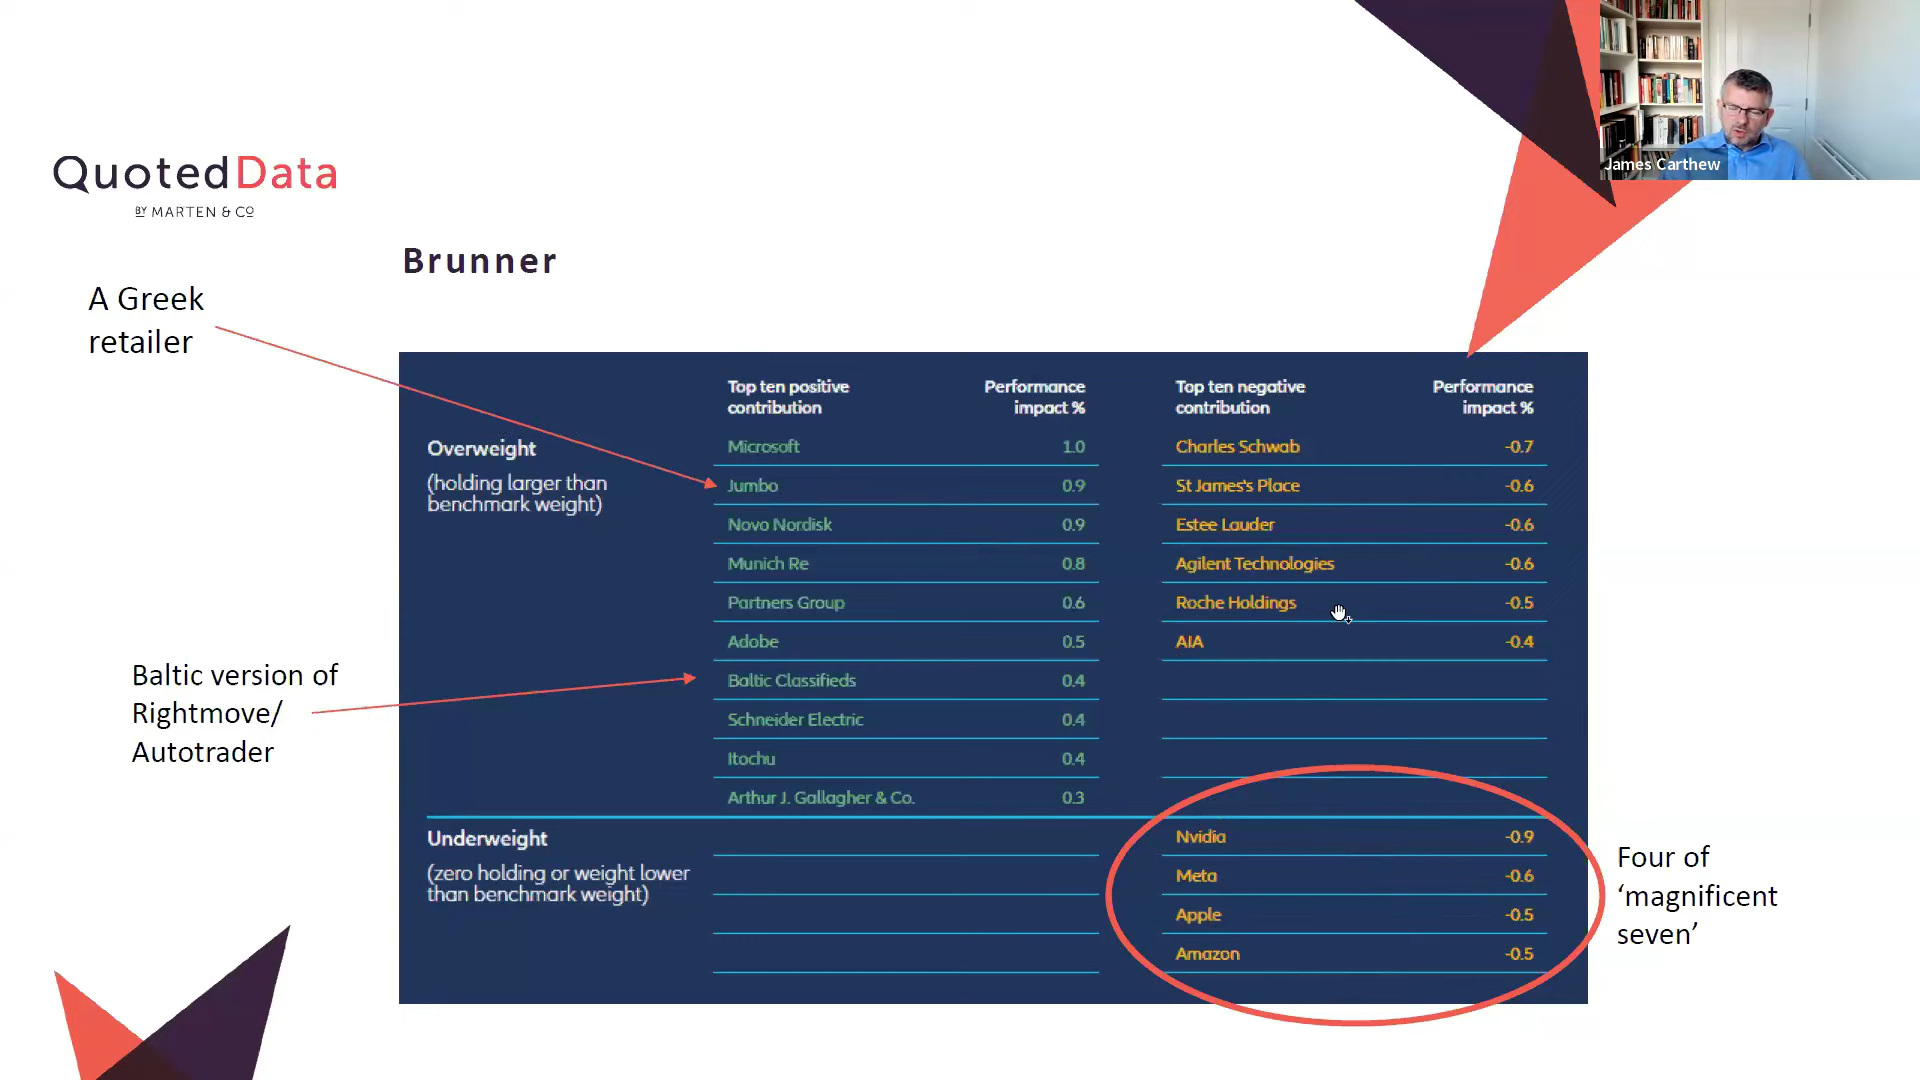 James Carthew
QuotedData
BY MARTEN & CO
Brunner
A Greek
retailer
Top ten positive
contribution
Performance
impact %
Top ten negative
contribution
Performance
impact %
Overweight
(holding larger than
benchmark weight)
Microsoft 1.0
Jumbo 0.9
Novo Nordisk 0.9
Munich Re 0.8
Partners Group 0.6
Adobe 0.5
Baltic Classifieds 0.4
Schneider Electric 0.4
Itochu 0.4
Arthur J. Gallagher & Co. 0.3
Charles Schwab -0.7
St James's Place -0.6
Estee Lauder -0.6
Agilent Technologies -0.6
Roche Holdings -0.5
AIA -0.4
Baltic version of
Rightmove/
Autotrader
Underweight
(zero holding or weight lower
than benchmark weight)
Nvidia -0.9
Meta -0.6
Apple -0.5
Amazon -0.5
Four of
‘magnificent
seven’